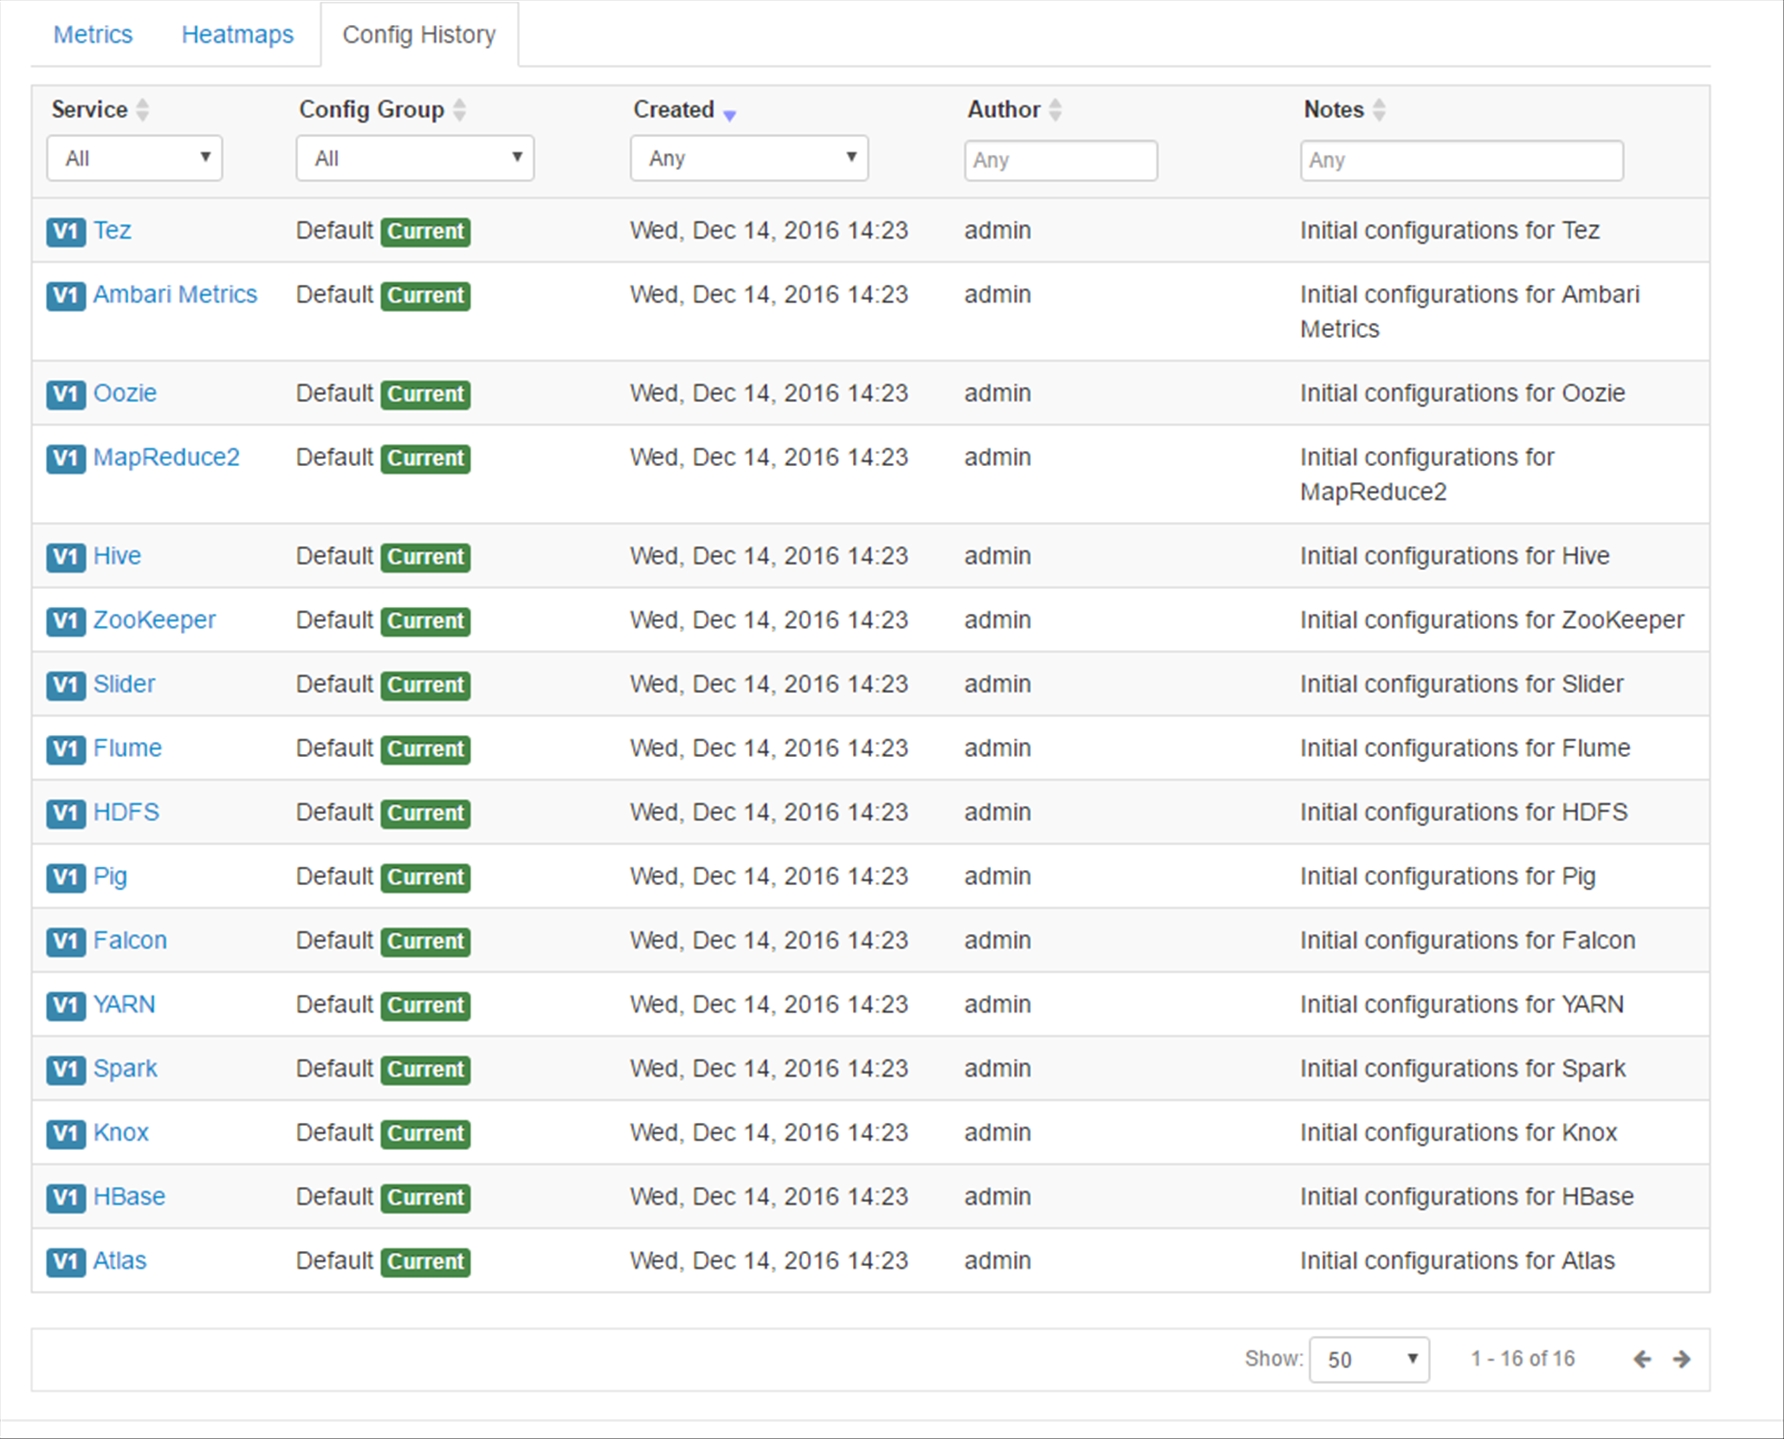 Metrics Heatmaps Config History
Service Config Group Created Author Notes
All All Any Any Any
V1 Tez Default Current Wed, Dec 14, 2016 14:23 admin Initial configurations for Tez
V1 Ambari Metrics Default Current Wed, Dec 14, 2016 14:23 admin Initial configurations for Ambari
Metrics
V1 Oozie Default Current Wed, Dec 14, 2016 14:23 admin Initial configurations for Oozie
V1 MapReduce2 Default Current Wed, Dec 14, 2016 14:23 admin Initial configurations for
MapReduce2
V1 Hive Default Current Wed, Dec 14, 2016 14:23 admin Initial configurations for Hive
V1 ZooKeeper Default Current Wed, Dec 14, 2016 14:23 admin Initial configurations for ZooKeeper
V1 Slider Default Current Wed, Dec 14, 2016 14:23 admin Initial configurations for Slider
V1 Flume Default Current Wed, Dec 14, 2016 14:23 admin Initial configurations for Flume
V1 HDFS Default Current Wed, Dec 14, 2016 14:23 admin Initial configurations for HDFS
V1 Pig Default Current Wed, Dec 14, 2016 14:23 admin Initial configurations for Pig
V1 Falcon Default Current Wed, Dec 14, 2016 14:23 admin Initial configurations for Falcon
V1 YARN Default Current Wed, Dec 14, 2016 14:23 admin Initial configurations for YARN
V1 Spark Default Current Wed, Dec 14, 2016 14:23 admin Initial configurations for Spark
V1 Knox Default Current Wed, Dec 14, 2016 14:23 admin Initial configurations for Knox
V1 HBase Default Current Wed, Dec 14, 2016 14:23 admin Initial configurations for HBase
V1 Atlas Default Current Wed, Dec 14, 2016 14:23 admin Initial configurations for Atlas
Show: 50 1 - 16 of 16